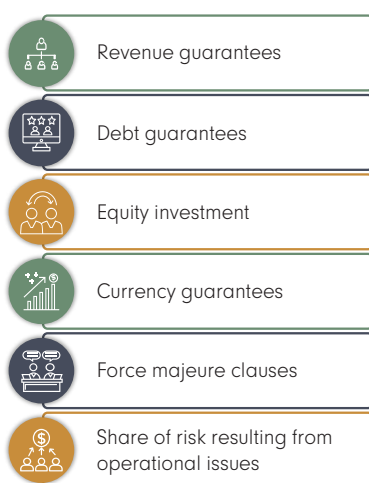 Revenue guarantees
Debt guarantees
Equity investment
Currency guarantees
Force majeure clauses
Share of risk resulting from
operational issues